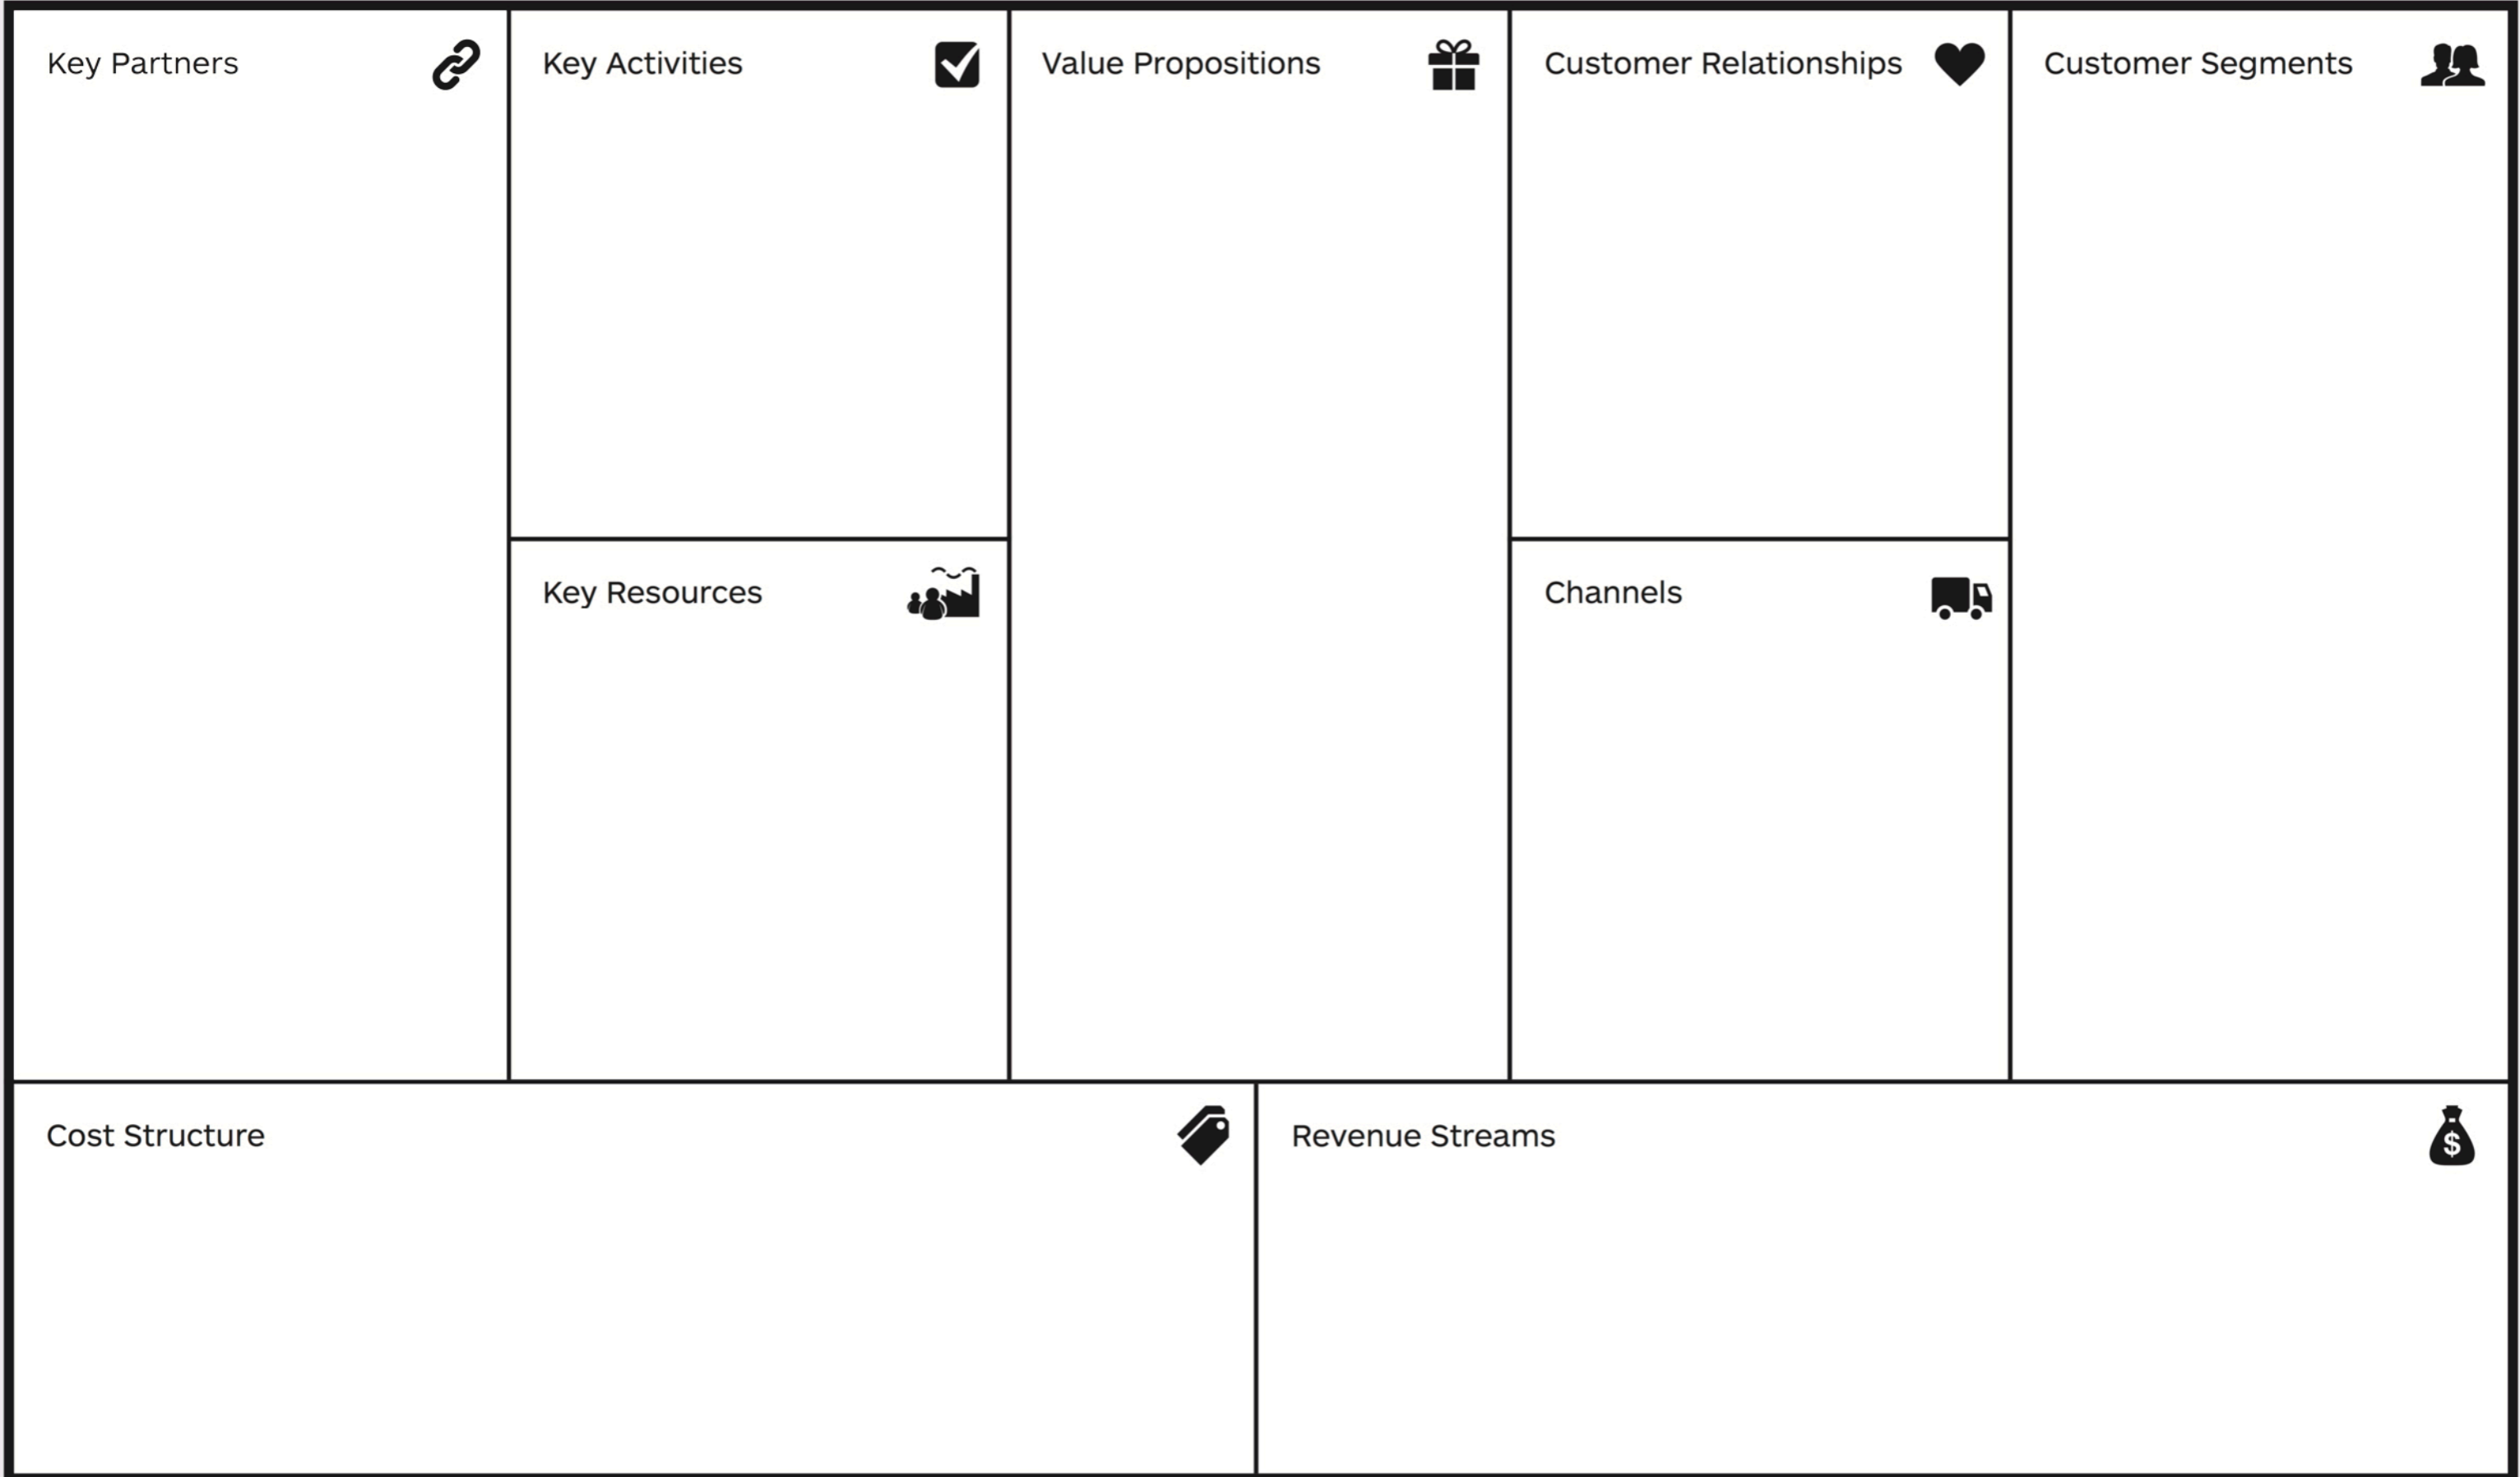 Key Partners
Key Activities
Value Propositions
Customer Relationships
Customer Segments
Key Resources
Channels
Cost Structure
Revenue Streams
$